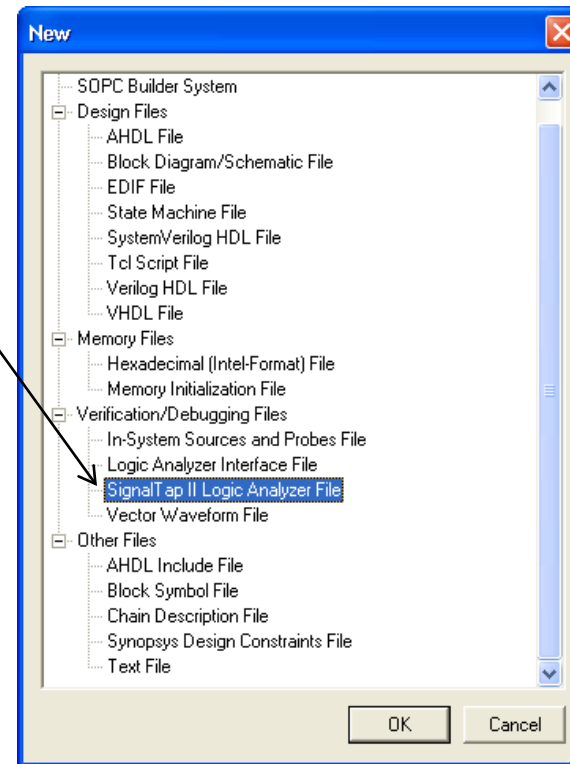 New
SOPC Builder System
Design Files
AHDL File
Block Diagram/Schematic File
EDIF File
State Machine File
SystemVerilog HDL File
Tcl Script File
Verilog HDL File
VHDL File
Memory Files
Hexadecimal (Intel-Format) File
Memory Initialization File
Verification/Debugging Files
In-System Sources and Probes File
Logic Analyzer Interface File
SignalTap II Logic Analyzer File
Vector Waveform File
Other Files
AHDL Include File
Block Symbol File
Chain Description File
Synopsys Design Constraints File
Text File
OK Cancel